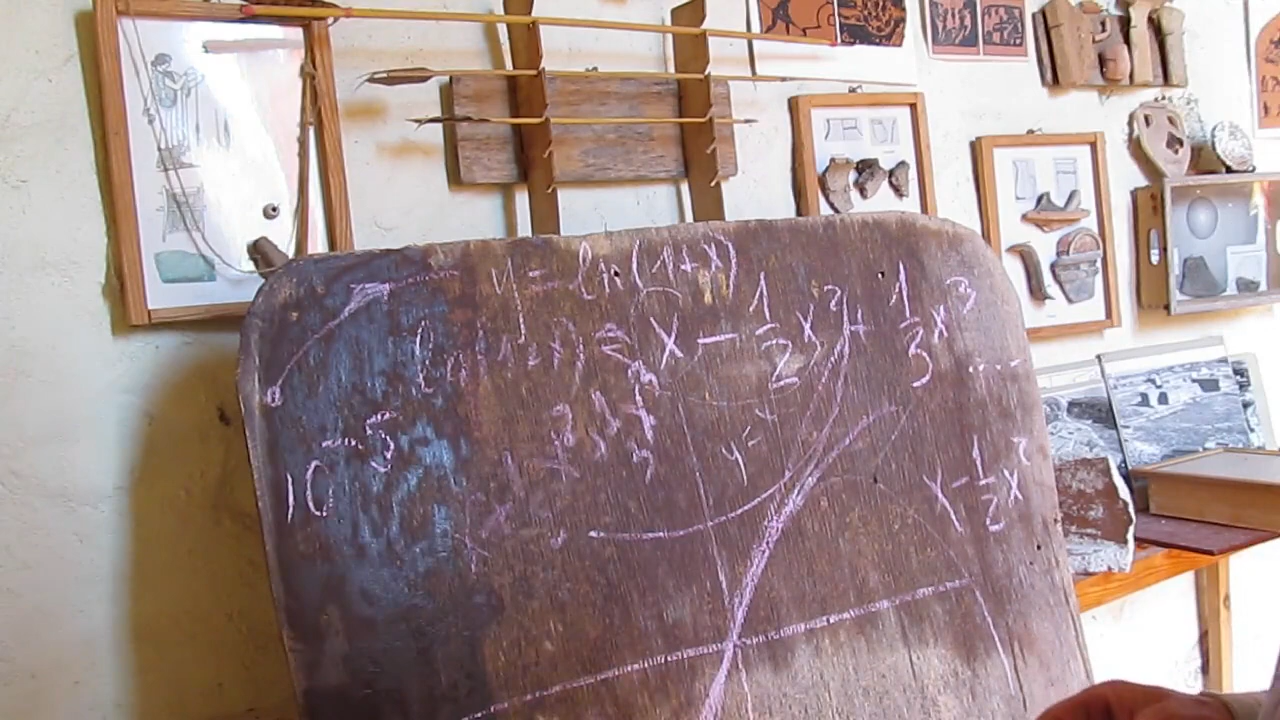 y = ln(1+x)
ln(1+x) = x - 1/2 x² + 1/3 x³ ...
10⁻⁵
y =
x - 1/2 x²